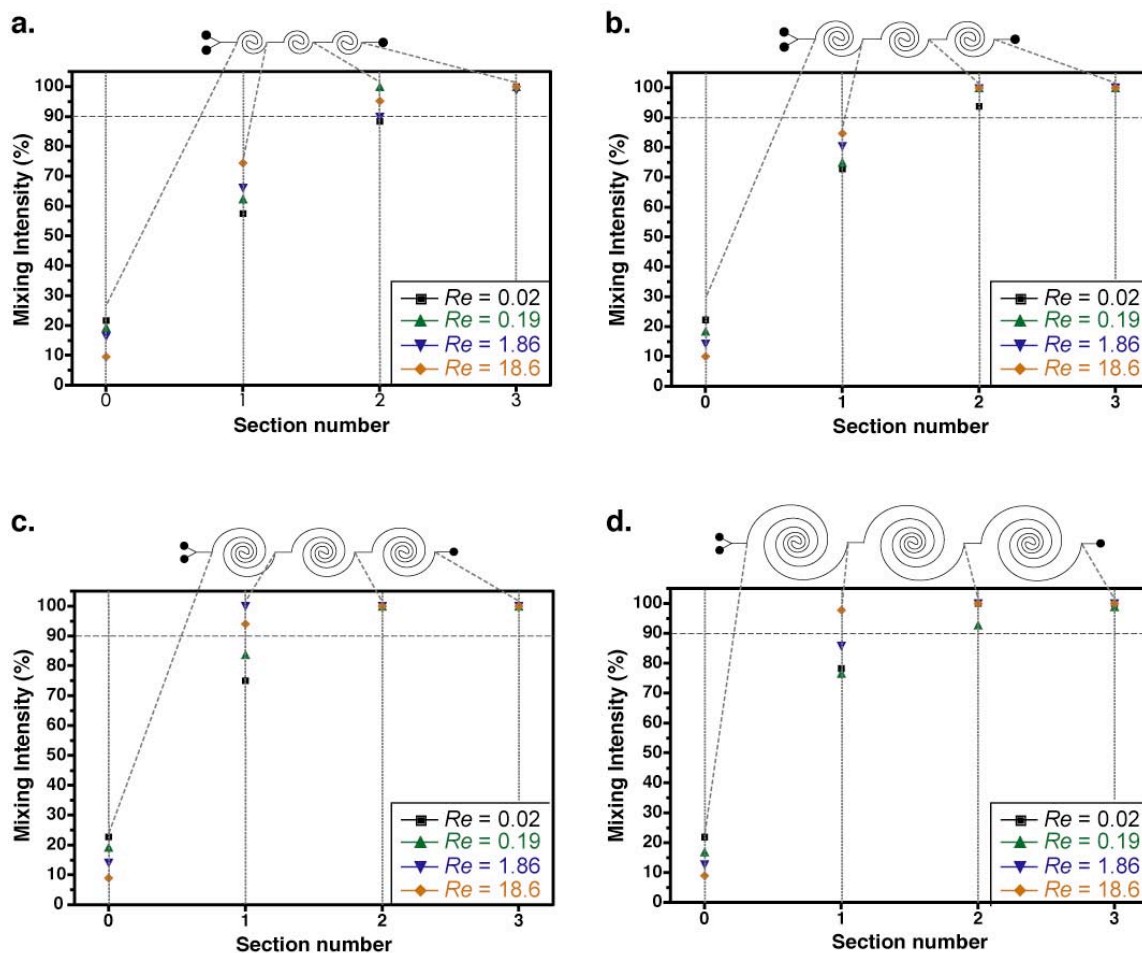 a.
Mixing Intensity (%)
100
90
80
70
60
50
40
30
20
10
0
Re = 0.02
Re = 0.19
Re = 1.86
Re = 18.6
0 1 2 3
Section number
b.
Mixing Intensity (%)
100
90
80
70
60
50
40
30
20
10
0
Re = 0.02
Re = 0.19
Re = 1.86
Re = 18.6
0 1 2 3
Section number
c.
Mixing Intensity (%)
100
90
80
70
60
50
40
30
20
10
0
Re = 0.02
Re = 0.19
Re = 1.86
Re = 18.6
0 1 2 3
Section number
d.
Mixing Intensity (%)
100
90
80
70
60
50
40
30
20
10
0
Re = 0.02
Re = 0.19
Re = 1.86
Re = 18.6
0 1 2 3
Section number